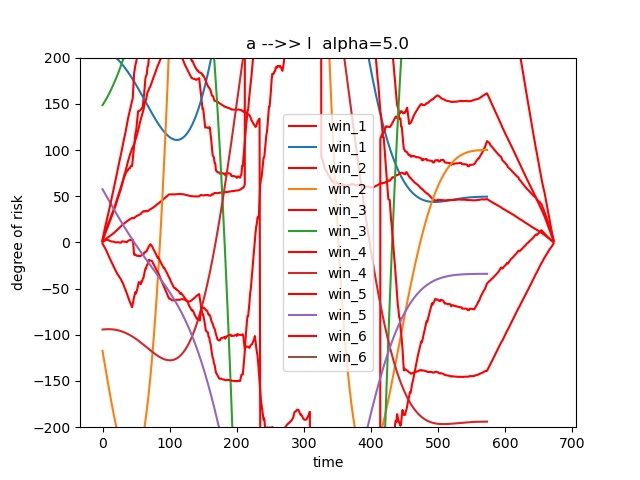 a -->> l  alpha=5.0
degree of risk
200
150
100
50
0
−50
−100
−150
−200
win_1
win_1
win_2
win_2
win_3
win_3
win_4
win_4
win_5
win_5
win_6
win_6
0
100
200
300
400
500
600
700
time